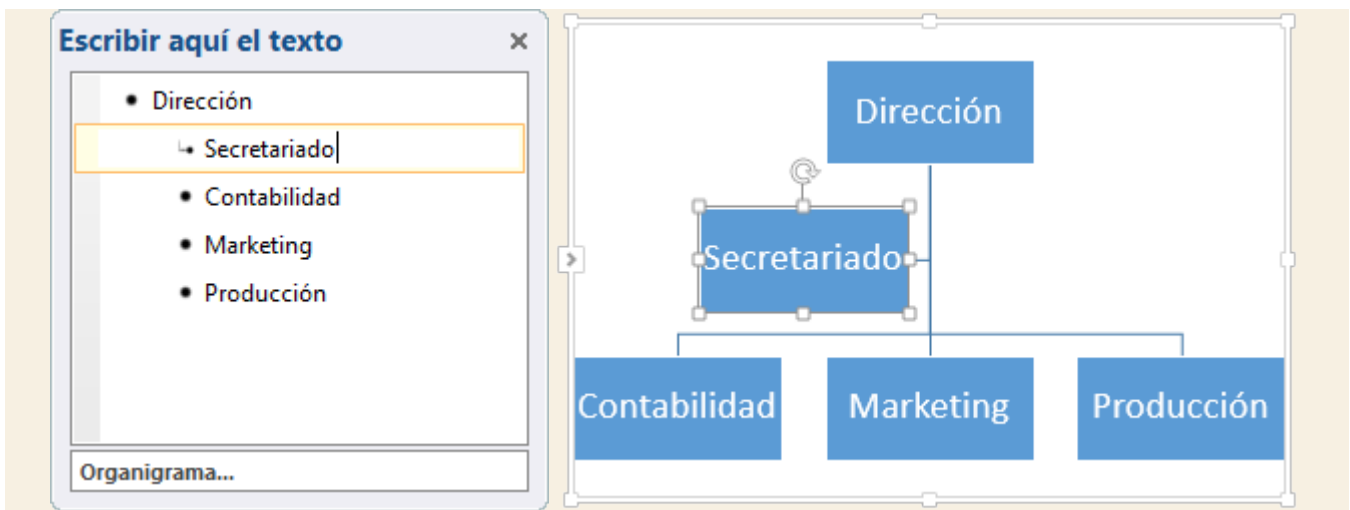 Escribir aquí el texto
Dirección
Secretariado
Contabilidad
Marketing
Producción
Organigrama...
Dirección
Secretariado
Contabilidad Marketing Producción